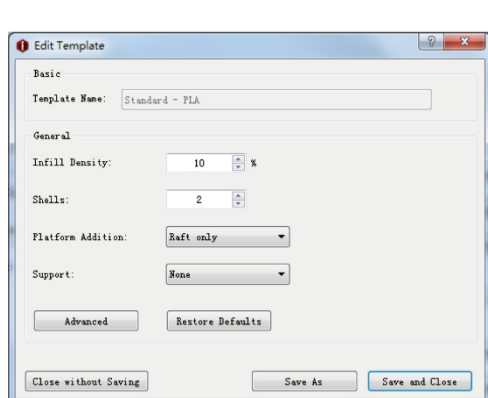 Edit Template
Basic
Template Name: Standard - PLA
General
Infill Density: 10 %
Shells: 2
Platform Addition: Raft only
Support: None
Advanced Restore Defaults
Close without Saving Save As Save and Close